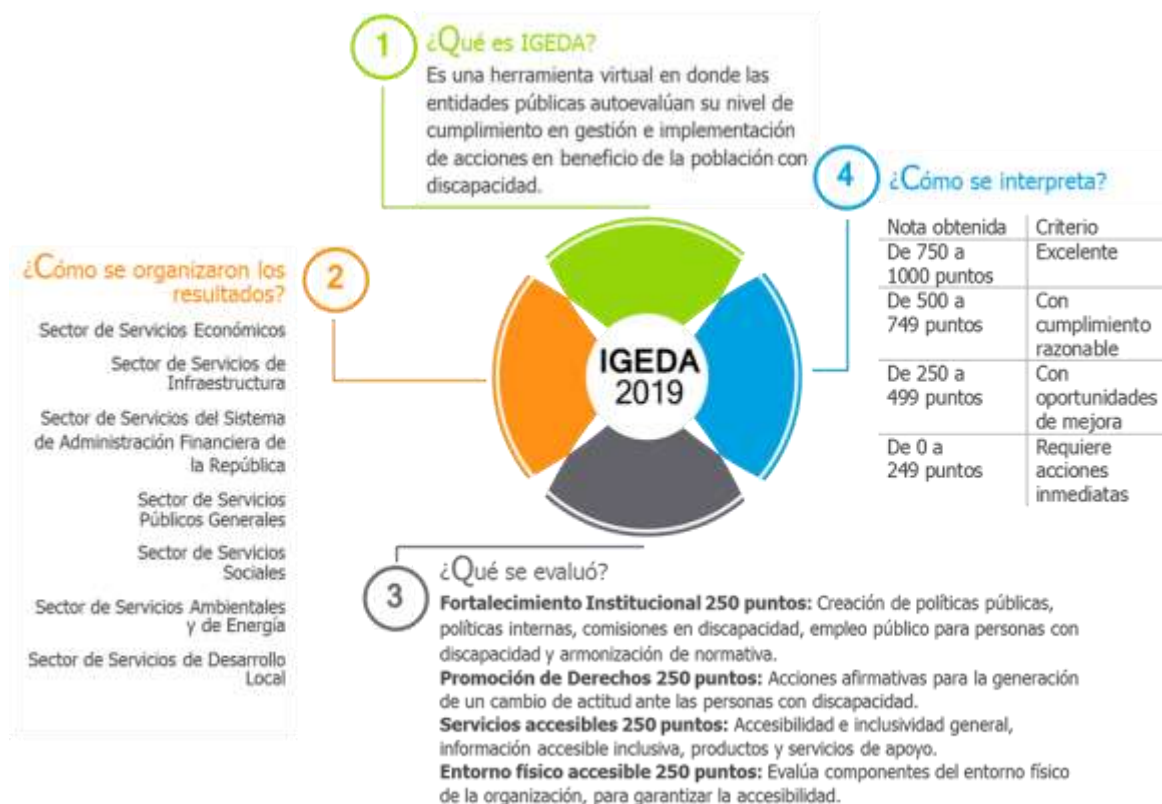 1
¿Qué es IGEDA?
Es una herramienta virtual en donde las
entidades públicas autoevalúan su nivel de
cumplimiento en gestión e implementación
de acciones en beneficio de la población con
discapacidad.
2
¿Cómo se organizaron los
resultados?
Sector de Servicios Económicos
Sector de Servicios de
Infraestructura
Sector de Servicios del Sistema
de Administración Financiera de
la República
Sector de Servicios
Públicos Generales
Sector de Servicios
Sociales
Sector de Servicios Ambientales
y de Energía
Sector de Servicios de Desarrollo
Local
IGEDA
2019
3
¿Qué se evaluó?
Fortalecimiento Institucional 250 puntos: Creación de políticas públicas,
políticas internas, comisiones en discapacidad, empleo público para personas con
discapacidad y armonización de normativa.
Promoción de Derechos 250 puntos: Acciones afirmativas para la generación
de un cambio de actitud ante las personas con discapacidad.
Servicios accesibles 250 puntos: Accesibilidad e inclusividad general,
información accesible inclusiva, productos y servicios de apoyo.
Entorno físico accesible 250 puntos: Evalúa componentes del entorno físico
de la organización, para garantizar la accesibilidad.
4
¿Cómo se interpreta?
Nota obtenida Criterio
De 750 a Excelente
1000 puntos
De 500 a Con
749 puntos cumplimiento
razonable
De 250 a Con
499 puntos oportunidades
de mejora
De 0 a Requiere
249 puntos acciones
inmediatas